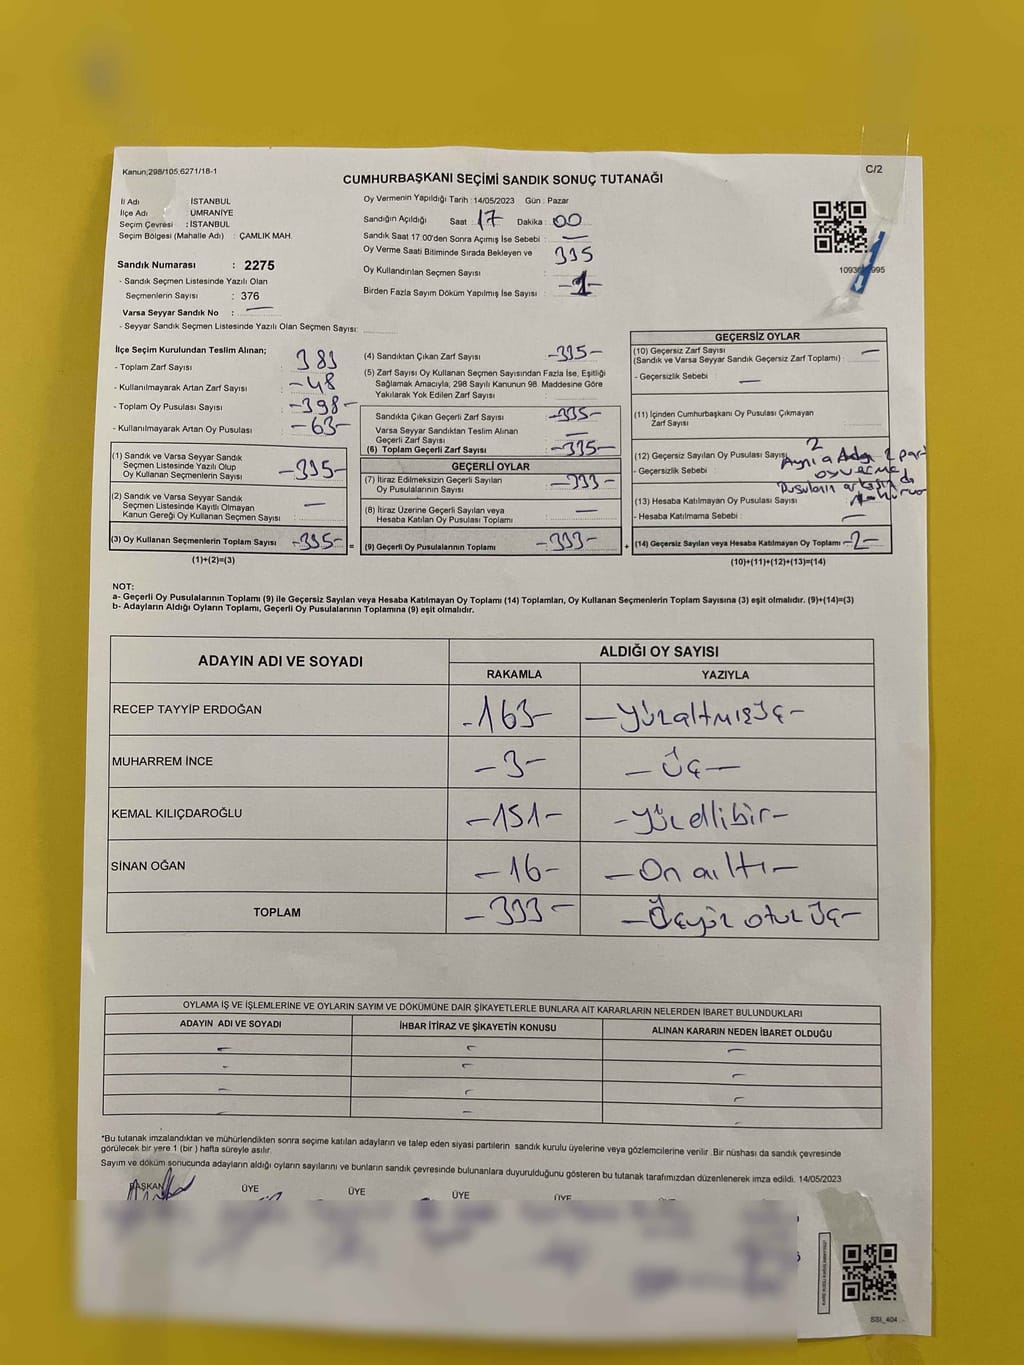 Kanun;298/105;6271/18-1
C/2
CUMHURBAŞKANI SEÇİMİ SANDIK SONUÇ TUTANAĞI
İl Adı : İSTANBUL
İlçe Adı : ÜMRANİYE
Seçim Çevresi : İSTANBUL
Seçim Bölgesi (Mahalle Adı) : ÇAMLIK MAH.
Sandık Numarası : 2275
- Sandık Seçmen Listesinde Yazılı Olan
Seçmenlerin Sayısı : 376
Varsa Seyyar Sandık No : —
- Seyyar Sandık Seçmen Listesinde Yazılı Olan Seçmen Sayısı:
Oy Vermenin Yapıldığı Tarih : 14/05/2023 Gün : Pazar
Sandığın Açıldığı Saat : 17 Dakika : 00
Sandık Saat 17 00'den Sonra Açımış İse Sebebi : —
Oy Verme Saati Bitiminde Sırada Bekleyen ve
Oy Kullandırılan Seçmen Sayısı : 335
Birden Fazla Sayım Döküm Yapılmış İse Sayısı : -1-
İlçe Seçim Kurulundan Teslim Alınan;
- Toplam Zarf Sayısı : 383
- Kullanılmayarak Artan Zarf Sayısı : -48
- Toplam Oy Pusulası Sayısı : -398-
- Kullanılmayarak Artan Oy Pusulası : -63-
(1) Sandık ve Varsa Seyyar Sandık
Seçmen Listesinde Yazılı Olup
Oy Kullanan Seçmenlerin Sayısı : -335-
(2) Sandık ve Varsa Seyyar Sandık
Seçmen Listesinde Kayıtlı Olmayan
Kanun Gereği Oy Kullanan Seçmen Sayısı : —
(3) Oy Kullanan Seçmenlerin Toplam Sayısı : -335-
(1)+(2)=(3)
(4) Sandıktan Çıkan Zarf Sayısı : -335-
(5) Zarf Sayısı Oy Kullanan Seçmen Sayısından Fazla İse, Eşitliği
Sağlamak Amacıyla, 298 Sayılı Kanunun 98. Maddesine Göre
Yakılarak Yok Edilen Zarf Sayısı
Sandıkta Çıkan Geçerli Zarf Sayısı : -335-
Varsa Seyyar Sandıktan Teslim Alınan
Geçerli Zarf Sayısı : —
(6) Toplam Geçerli Zarf Sayısı : -335-
GEÇERLİ OYLAR
(7) İtiraz Edilmeksizin Geçerli Sayılan
Oy Pusulalarının Sayısı : -333-
(8) İtiraz Üzerine Geçerli Sayılan veya
Hesaba Katılan Oy Pusulası Toplamı : —
(9) Geçerli Oy Pusulalarının Toplamı : -333-
GEÇERSİZ OYLAR
(10) Geçersiz Zarf Sayısı
(Sandık ve Varsa Seyyar Sandık Geçersiz Zarf Toplamı) : —
- Geçersizlik Sebebi : —
(11) İçinden Cumhurbaşkanı Oy Pusulası Çıkmayan
Zarf Sayısı :
(12) Geçersiz Sayılan Oy Pusulası Sayısı : 2
- Geçersizlik Sebebi :
oy verme
Pusulanın arkasında
(13) Hesaba Katılmayan Oy Pusulası Sayısı :
- Hesaba Katılmama Sebebi : —
(14) Geçersiz Sayılan veya Hesaba Katılmayan Oy Toplamı -2-
(10)+(11)+(12)+(13)=(14)
NOT:
a- Geçerli Oy Pusulalarının Toplamı (9) ile Geçersiz Sayılan veya Hesaba Katılmayan Oy Toplamı (14) Toplamları, Oy Kullanan Seçmenlerin Toplam Sayısına (3) eşit olmalıdır. (9)+(14)=(3)
b- Adayların Aldığı Oyların Toplamı, Geçerli Oy Pusulalarının Toplamına (9) eşit olmalıdır.
ADAYIN ADI VE SOYADI
ALDIĞI OY SAYISI
RAKAMLA YAZIYLA
RECEP TAYYİP ERDOĞAN -163- -Yüzaltmışüç-
MUHARREM İNCE -3- -Üç-
KEMAL KILIÇDAROĞLU -151- -Yüz ellibir-
SİNAN OĞAN -16- -On altı-
TOPLAM -333- -Üçyüz otuz Üç-
OYLAMA İŞ VE İŞLEMLERİNE VE OYLARIN SAYIM VE DÖKÜMÜNE DAİR ŞİKAYETLERLE BUNLARA AİT KARARLARIN NELERDEN İBARET BULUNDUKLARI
ADAYIN ADI VE SOYADI İHBAR İTİRAZ VE ŞİKAYETİN KONUSU ALINAN KARARIN NEDEN İBARET OLDUĞU
*Bu tutanak imzalandıktan ve mühürlendikten sonra seçime katılan adayların ve talep eden siyasi partilerin sandık kurulu üyelerine veya gözlemcilerine verilir .Bir nüshası da sandık çevresinde
görülecek bir yere 1 (bir ) hafta süreyle asılır.
Sayım ve döküm sonucunda adayların aldığı oyların sayılarını ve bunların sandık çevresinde bulunanlara duyurulduğunu gösteren bu tutanak tarafımızdan düzenlenerek imza edildi. 14/05/2023
BAŞKAN ÜYE ÜYE ÜYE ÜYE
SSI_404